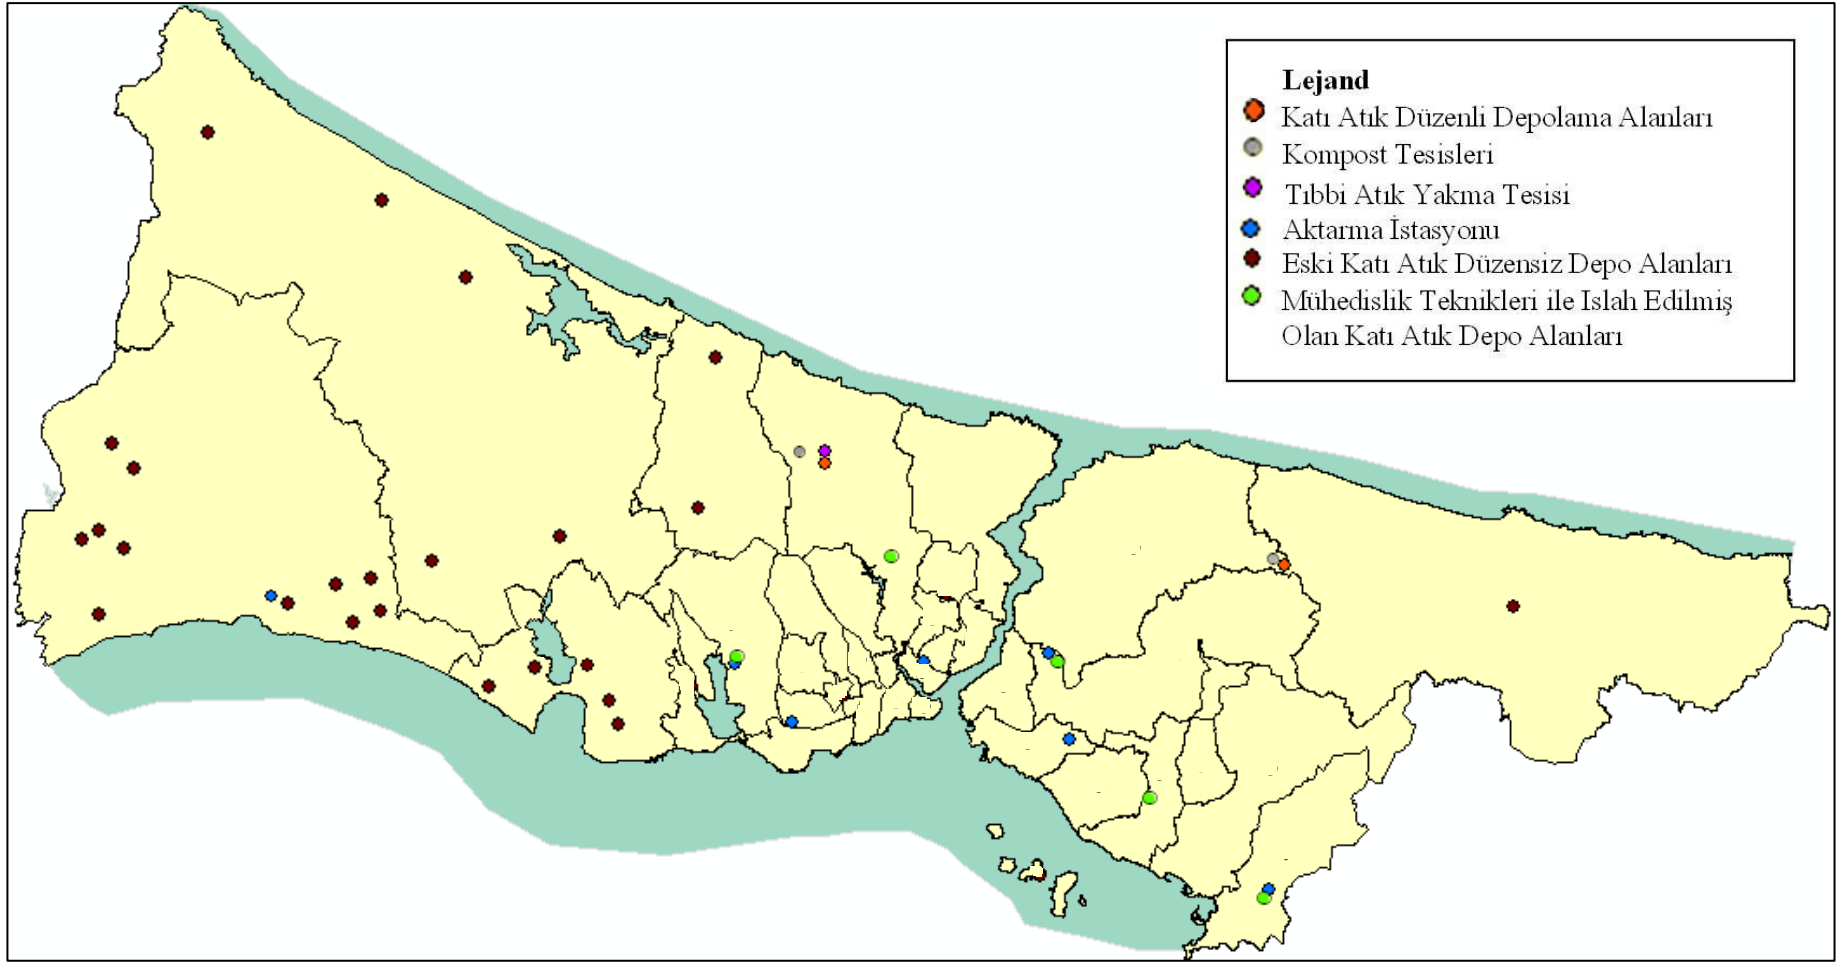 Lejand
Katı Atık Düzenli Depolama Alanları
Kompost Tesisleri
Tıbbi Atık Yakma Tesisi
Aktarma İstasyonu
Eski Katı Atık Düzensiz Depo Alanları
Mühedislik Teknikleri ile Islah Edilmiş
Olan Katı Atık Depo Alanları